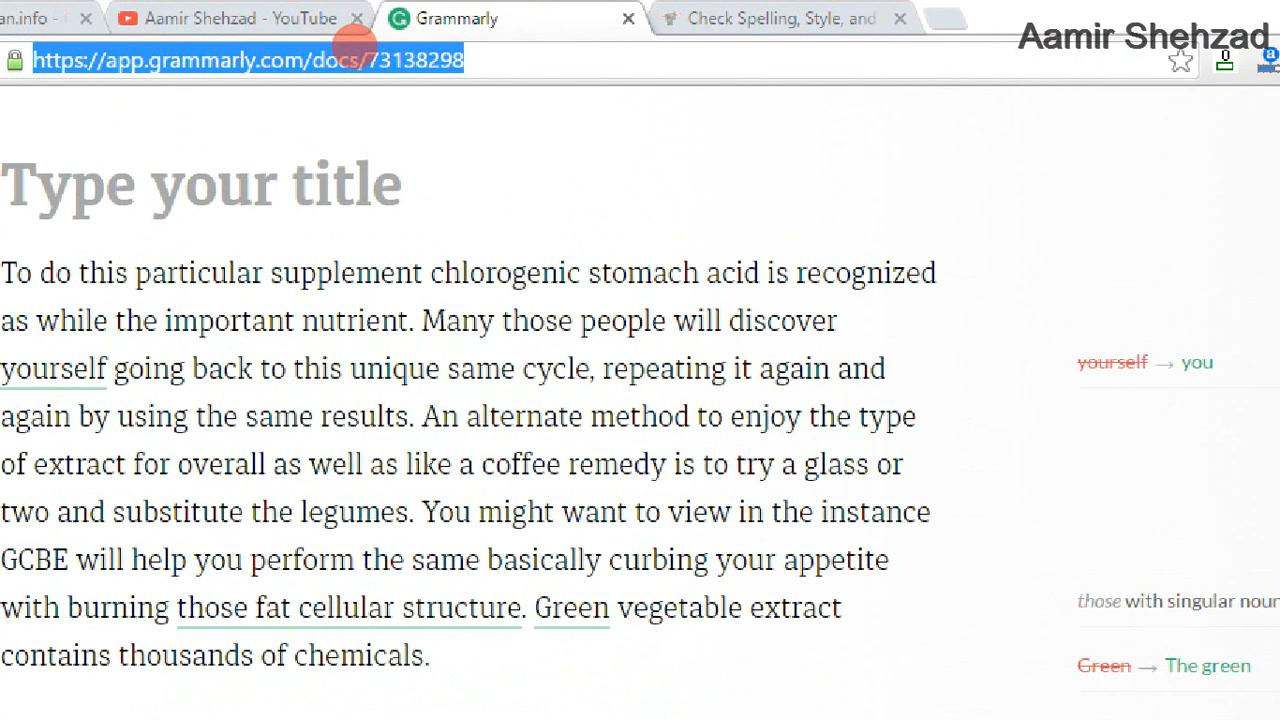 an.info -
Aamir Shehzad - YouTube
Grammarly
Check Spelling, Style, and
Aamir Shehzad
https://app.grammarly.com/docs/73138298
0
a
Type your title
To do this particular supplement chlorogenic stomach acid is recognized
as while the important nutrient. Many those people will discover
yourself going back to this unique same cycle, repeating it again and
again by using the same results. An alternate method to enjoy the type
of extract for overall as well as like a coffee remedy is to try a glass or
two and substitute the legumes. You might want to view in the instance
GCBE will help you perform the same basically curbing your appetite
with burning those fat cellular structure. Green vegetable extract
contains thousands of chemicals.
yourself → you
those with singular noun
Green → The green